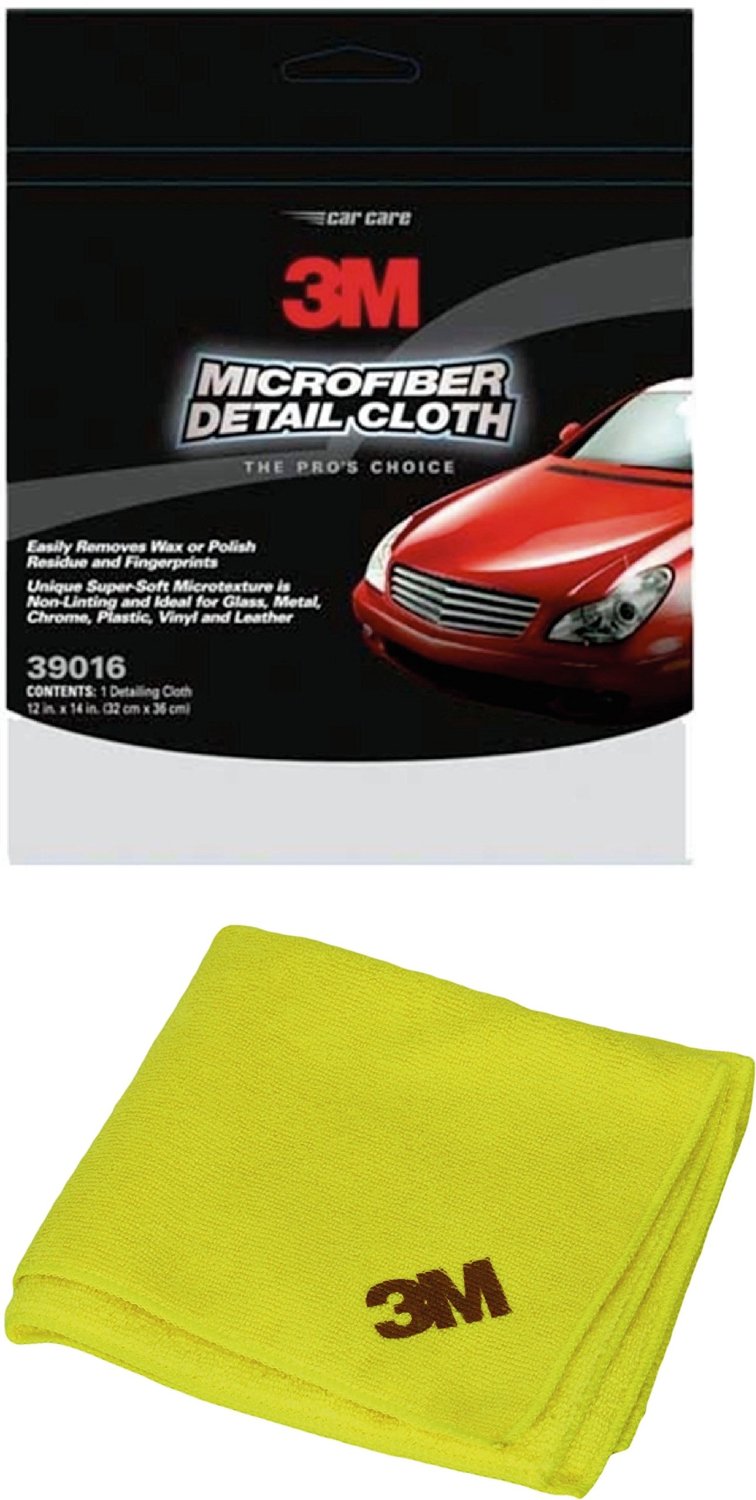 car care
3M
MICROFIBER
DETAIL CLOTH
THE PRO'S CHOICE
Easily Removes Wax or Polish
Residue and Fingerprints
Unique Super-Soft Microtexture is
Non-Linting and Ideal for Glass, Metal,
Chrome, Plastic, Vinyl and Leather
39016
CONTENTS: 1 Detailing Cloth
12 in. x 14 in. (32 cm x 36 cm)
3M